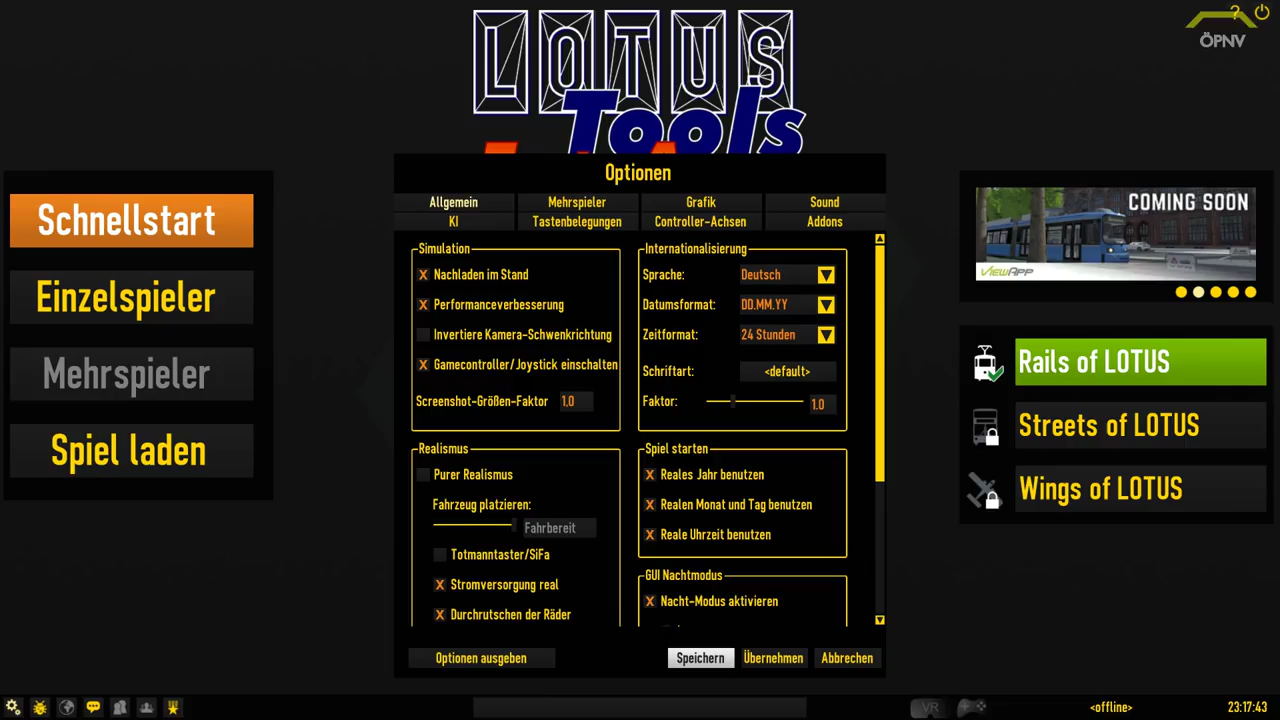 LOTUS
Tools
?
ÖPNV
Optionen
Allgemein
Mehrspieler
Grafik
Sound
KI
Tastenbelegungen
Controller-Achsen
Addons
Schnellstart
Einzelspieler
Mehrspieler
Spiel laden
Simulation
X Nachladen im Stand
X Performanceverbesserung
Invertiere Kamera-Schwenkrichtung
X Gamecontroller/Joystick einschalten
Screenshot-Größen-Faktor 1,0
Realismus
Purer Realismus
Fahrzeug platzieren:
Fahrbereit
Totmanntaster/SiFa
X Stromversorgung real
X Durchrutschen der Räder
Internationalisierung
Sprache: Deutsch
Datumsformat: DD.MM.YY
Zeitformat: 24 Stunden
Schriftart: <default>
Faktor: 1.0
Spiel starten
X Reales Jahr benutzen
X Realen Monat und Tag benutzen
X Reale Uhrzeit benutzen
GUI Nachtmodus
X Nacht-Modus aktivieren
Optionen ausgeben
Speichern
Übernehmen
Abbrechen
COMING SOON
VIEWAPP
Rails of LOTUS
Streets of LOTUS
Wings of LOTUS
VR
<offline>
23:17:43